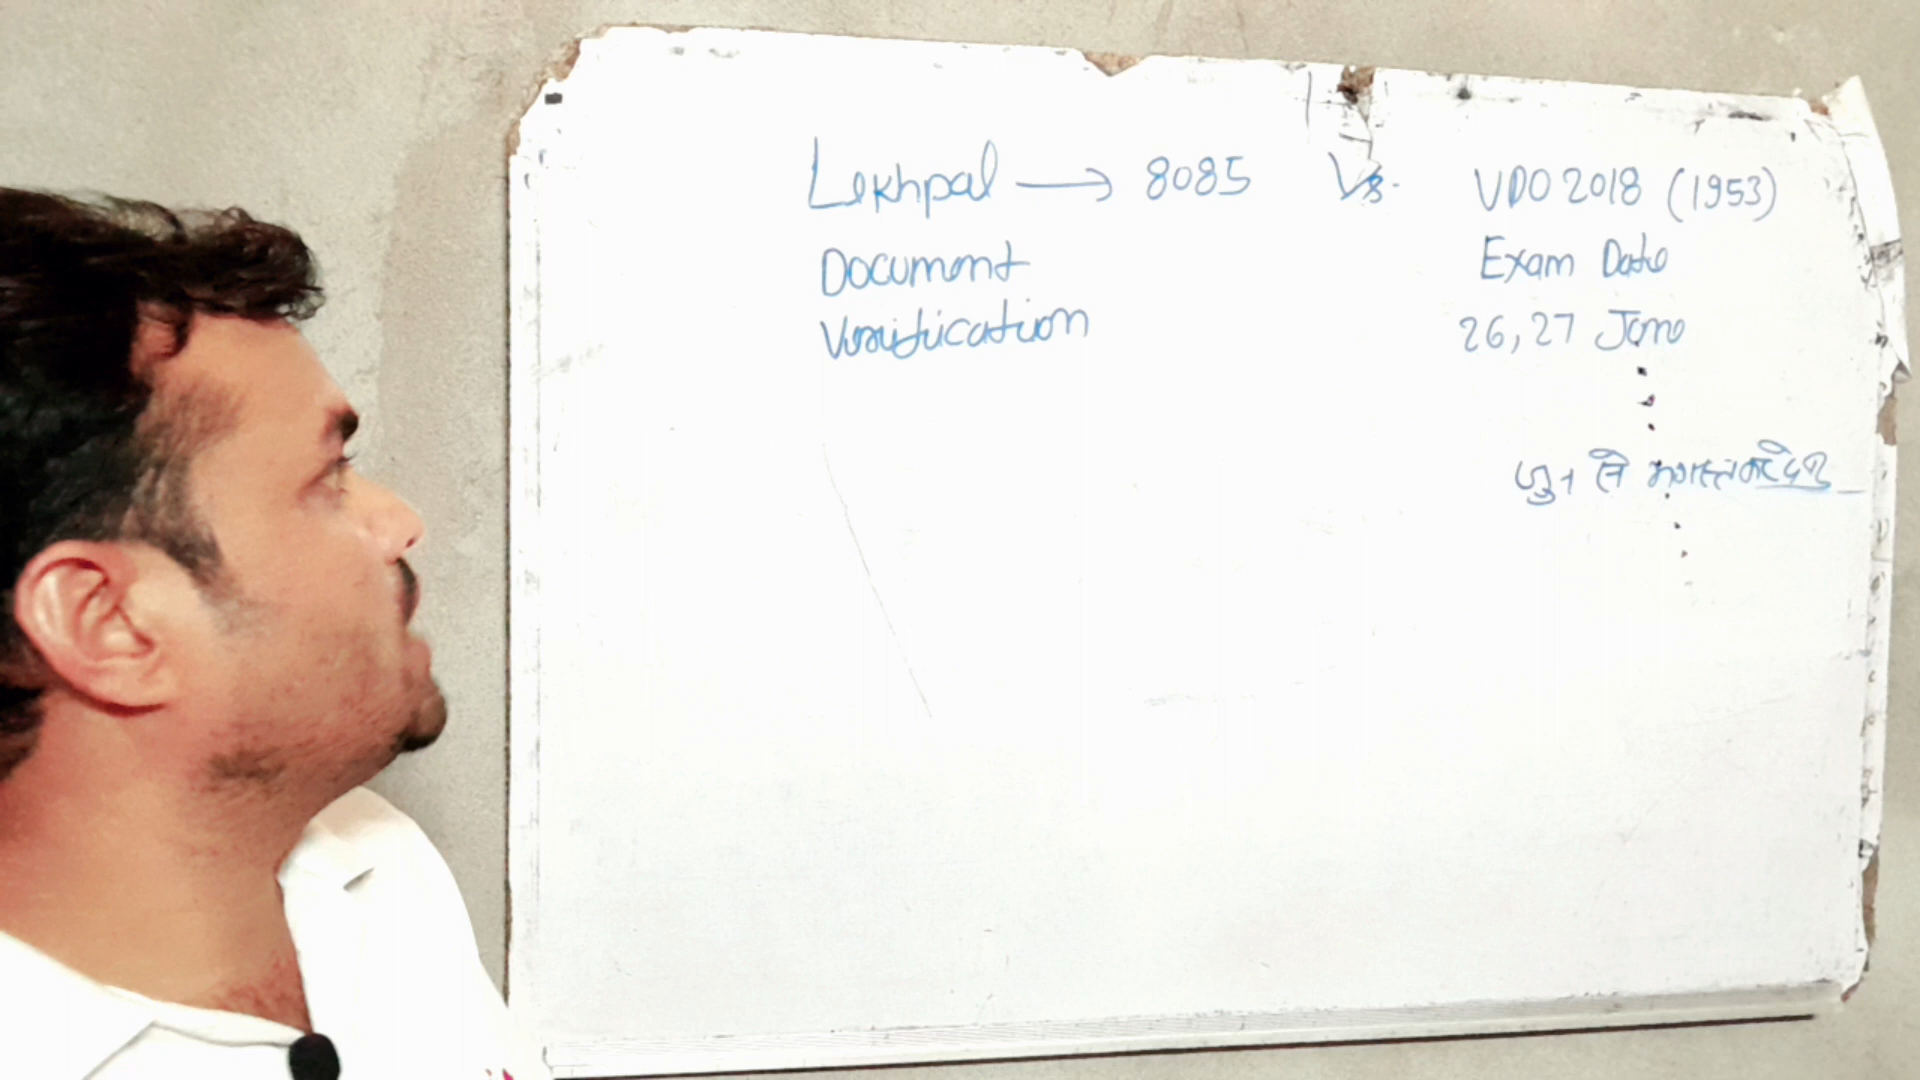 Lekhpal → 8085 Vs. VDO 2018 (1953)
Document Exam Date
Verification 26, 27 June
से